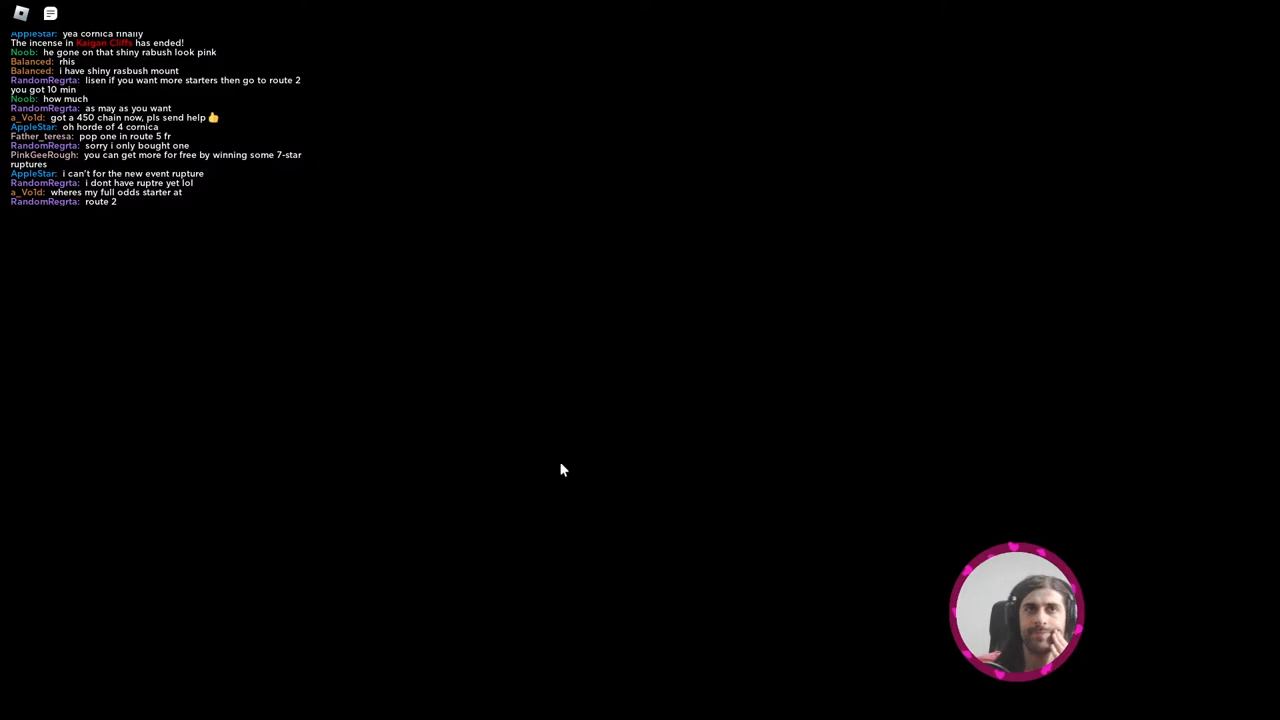 AppleStar: yea cornica finally
The incense in Kaigan Cliffs has ended!
Noob: he gone on that shiny rabush look pink
Balanced: rhis
Balanced: i have shiny rasbush mount
RandomRegrta: lisen if you want more starters then go to route 2
you got 10 min
Noob: how much
RandomRegrta: as may as you want
a_Vo1d: got a 450 chain now, pls send help👍
AppleStar: oh horde of 4 cornica
Father_teresa: pop one in route 5 fr
RandomRegrta: sorry i only bought one
PinkGeeRough: you can get more for free by winning some 7-star
ruptures
AppleStar: i can't for the new event rupture
RandomRegrta: i dont have ruptre yet lol
a_Vo1d: wheres my full odds starter at
RandomRegrta: route 2